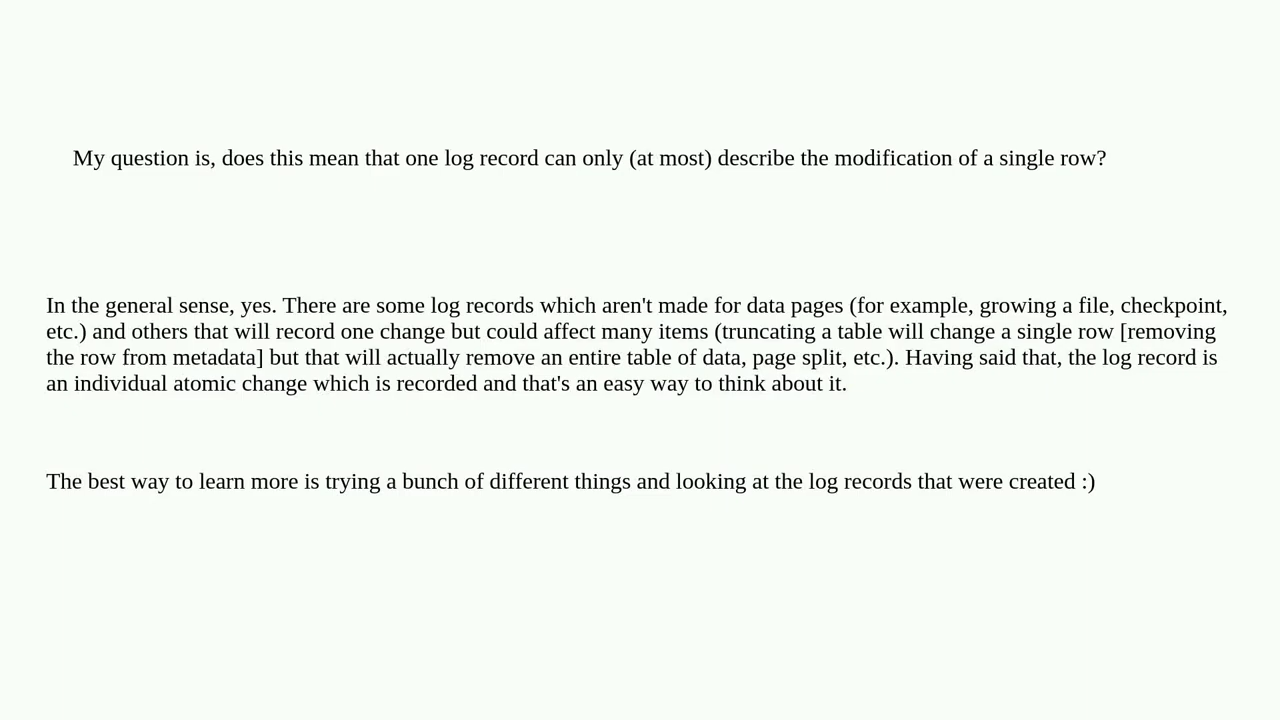 My question is, does this mean that one log record can only (at most) describe the modification of a single row?
In the general sense, yes. There are some log records which aren't made for data pages (for example, growing a file, checkpoint,
etc.) and others that will record one change but could affect many items (truncating a table will change a single row [removing
the row from metadata] but that will actually remove an entire table of data, page split, etc.). Having said that, the log record is
an individual atomic change which is recorded and that's an easy way to think about it.
The best way to learn more is trying a bunch of different things and looking at the log records that were created :)